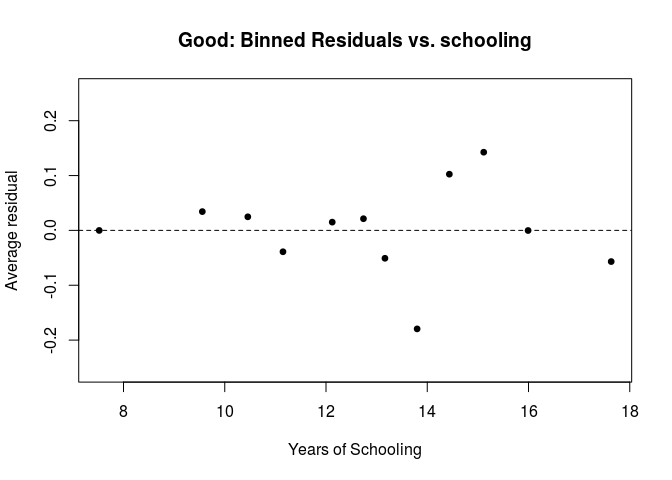 Good: Binned Residuals vs. schooling
Average residual
0.2
0.1
0.0
-0.1
-0.2
8 10 12 14 16 18
Years of Schooling